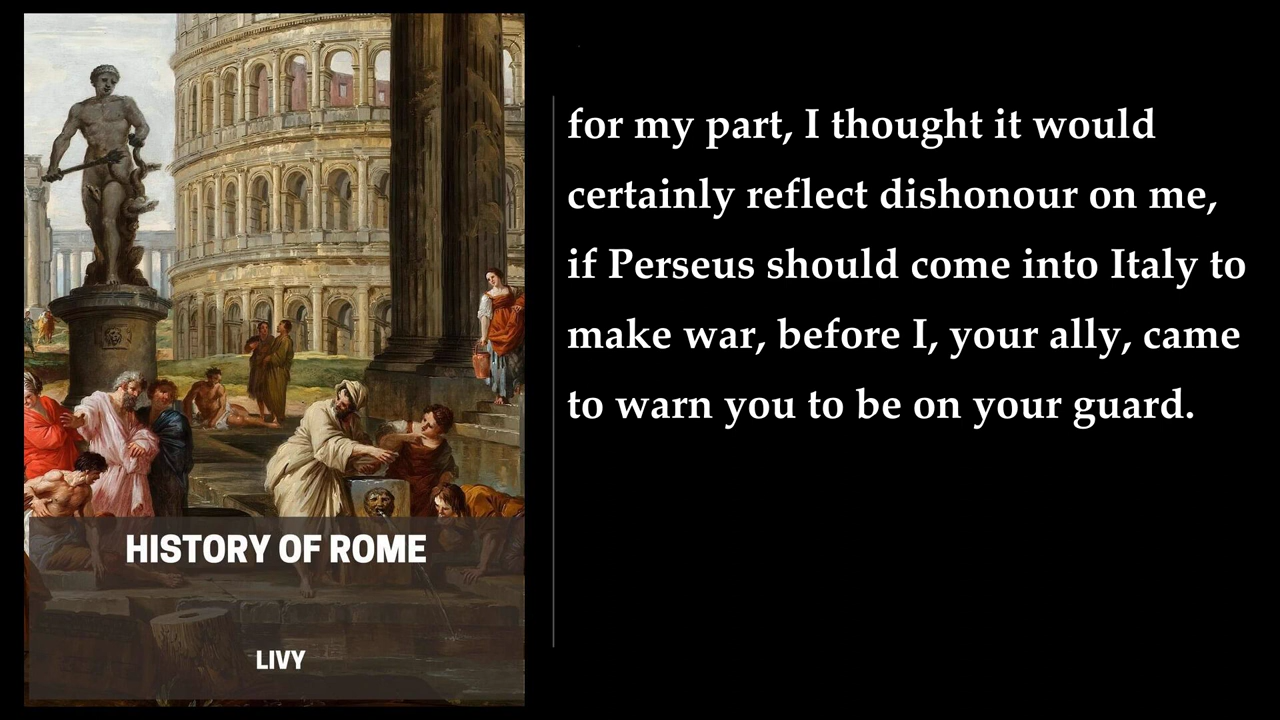 for my part, I thought it would
certainly reflect dishonour on me,
if Perseus should come into Italy to
make war, before I, your ally, came
to warn you to be on your guard.
HISTORY OF ROME
LIVY